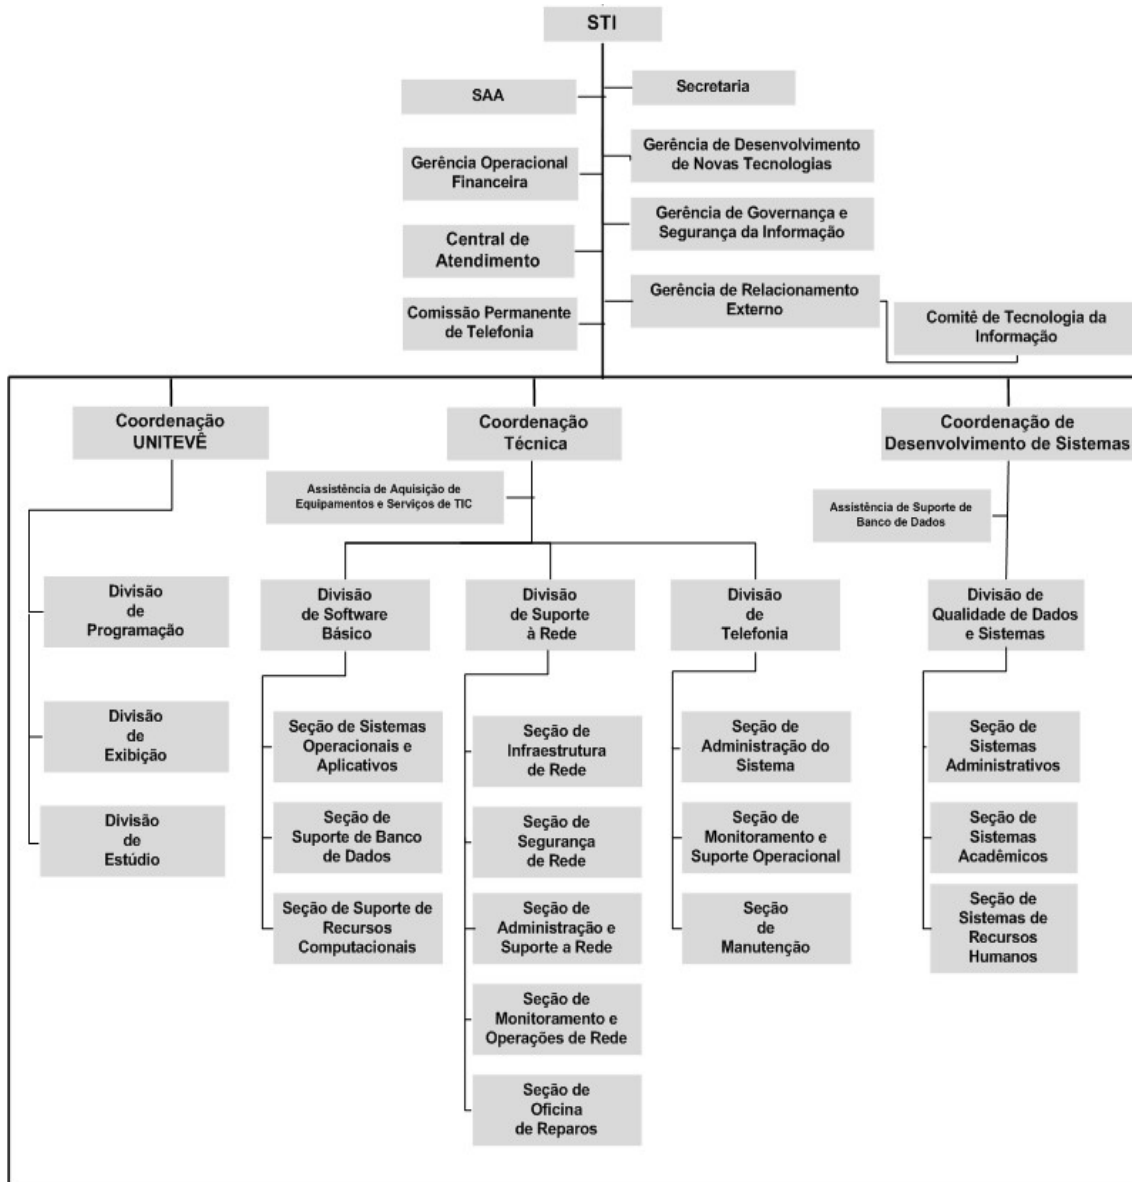 STI
SAA
Secretaria
Gerência Operacional
Financeira
Gerência de Desenvolvimento
de Novas Tecnologias
Central de
Atendimento
Gerência de Governança e
Segurança da Informação
Comissão Permanente
de Telefonia
Gerência de Relacionamento
Externo
Comitê de Tecnologia da
Informação
Coordenação
UNITEVÊ
Coordenação
Técnica
Coordenação de
Desenvolvimento de Sistemas
Assistência de Aquisição de
Equipamentos e Serviços de TIC
Assistência de Suporte de
Banco de Dados
Divisão
de
Programação
Divisão
de
Exibição
Divisão
de
Estúdio
Divisão
de Software
Básico
Seção de Sistemas
Operacionais e
Aplicativos
Seção de
Suporte de Banco
de Dados
Seção de Suporte de
Recursos
Computacionais
Divisão
de Suporte
à Rede
Seção de
Infraestrutura
de Rede
Seção de
Segurança
de Rede
Seção de
Administração e
Suporte a Rede
Seção de
Monitoramento e
Operações de Rede
Seção de
Oficina
de Reparos
Divisão
de
Telefonia
Seção de
Administração do
Sistema
Seção de
Monitoramento e
Suporte Operacional
Seção
de
Manutenção
Divisão de
Qualidade de Dados
e Sistemas
Seção de
Sistemas
Administrativos
Seção de
Sistemas
Acadêmicos
Seção de
Sistemas de
Recursos
Humanos